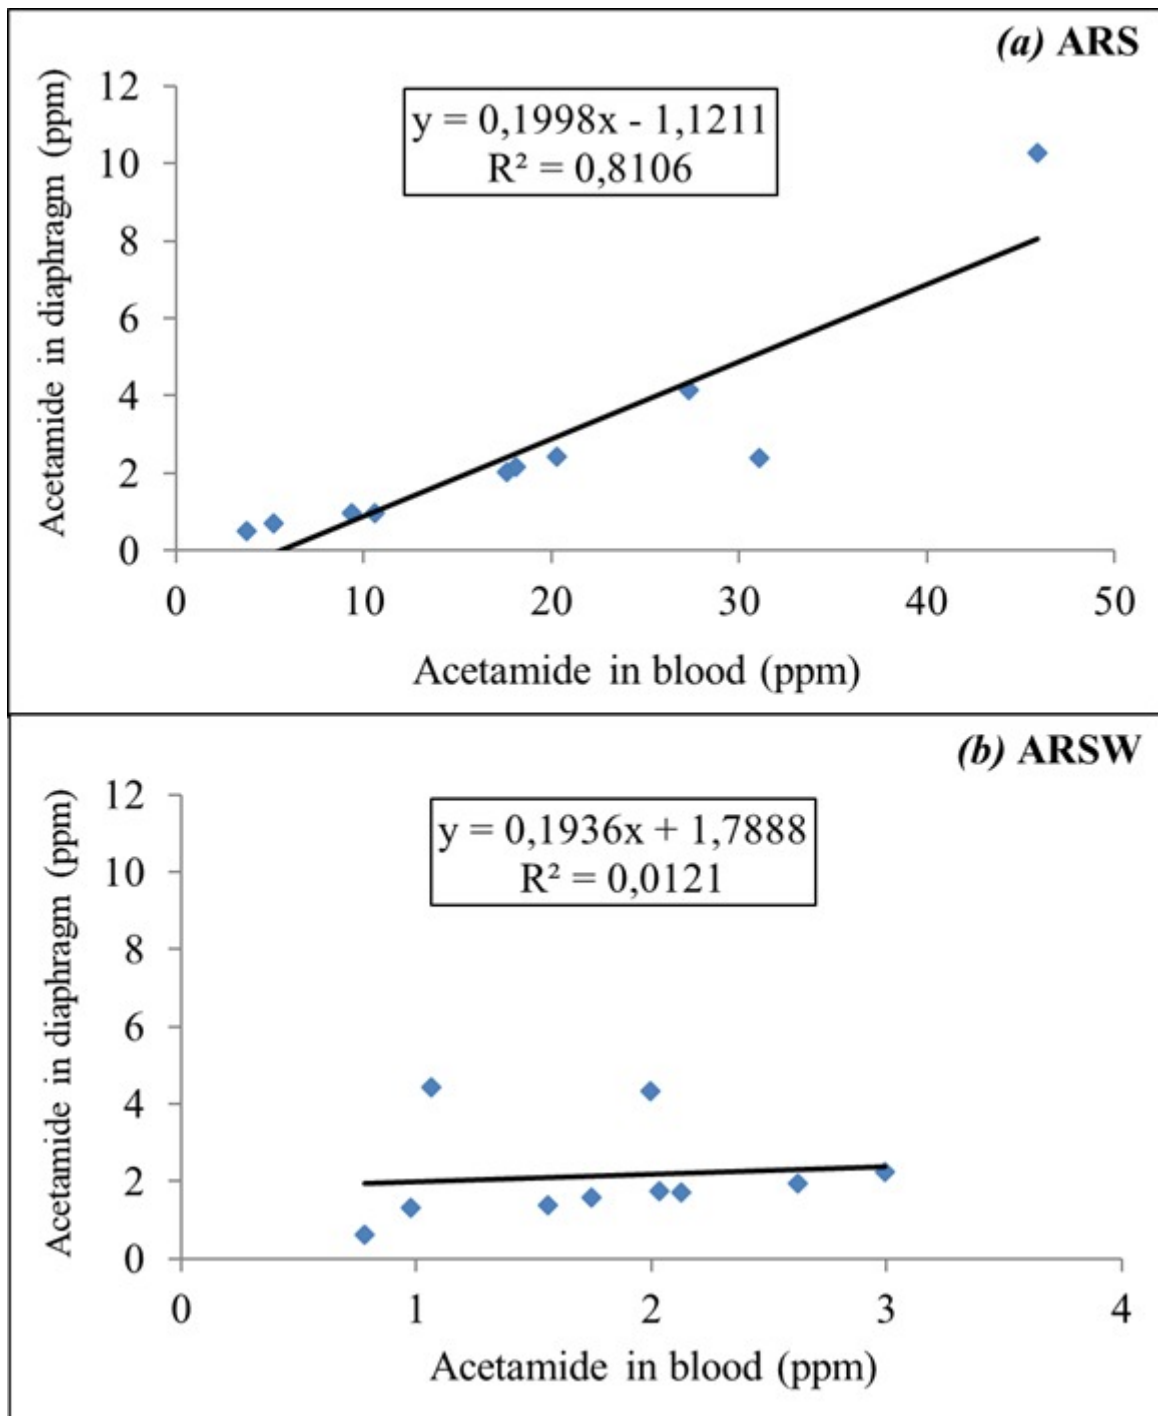 (a) ARS
Acetamide in diaphragm (ppm)
12
10
8
6
4
2
0
y = 0,1998x - 1,1211
R² = 0,8106
0 10 20 30 40 50
Acetamide in blood (ppm)
(b) ARSW
Acetamide in diaphragm (ppm)
12
10
8
6
4
2
0
y = 0,1936x + 1,7888
R² = 0,0121
0 1 2 3 4
Acetamide in blood (ppm)